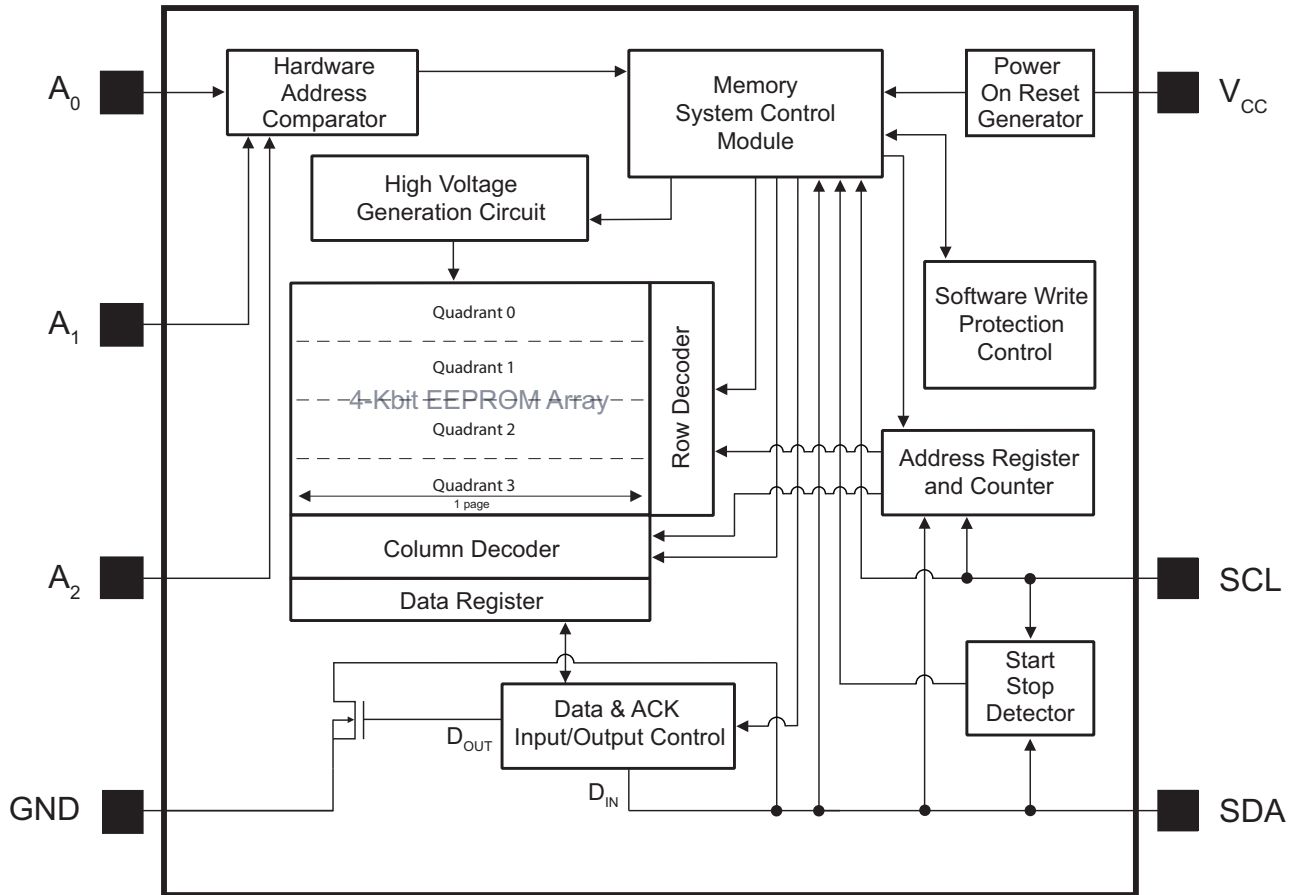 A0
Hardware
Address
Comparator
Memory
System Control
Module
Power
On Reset
Generator
VCC
High Voltage
Generation Circuit
A1
Quadrant 0
Quadrant 1
4-Kbit EEPROM Array
Quadrant 2
Quadrant 3
1 page
Row Decoder
Software Write
Protection
Control
Address Register
and Counter
A2
Column Decoder
Data Register
SCL
Start
Stop
Detector
Data & ACK
Input/Output Control
DOUT
DIN
GND
SDA